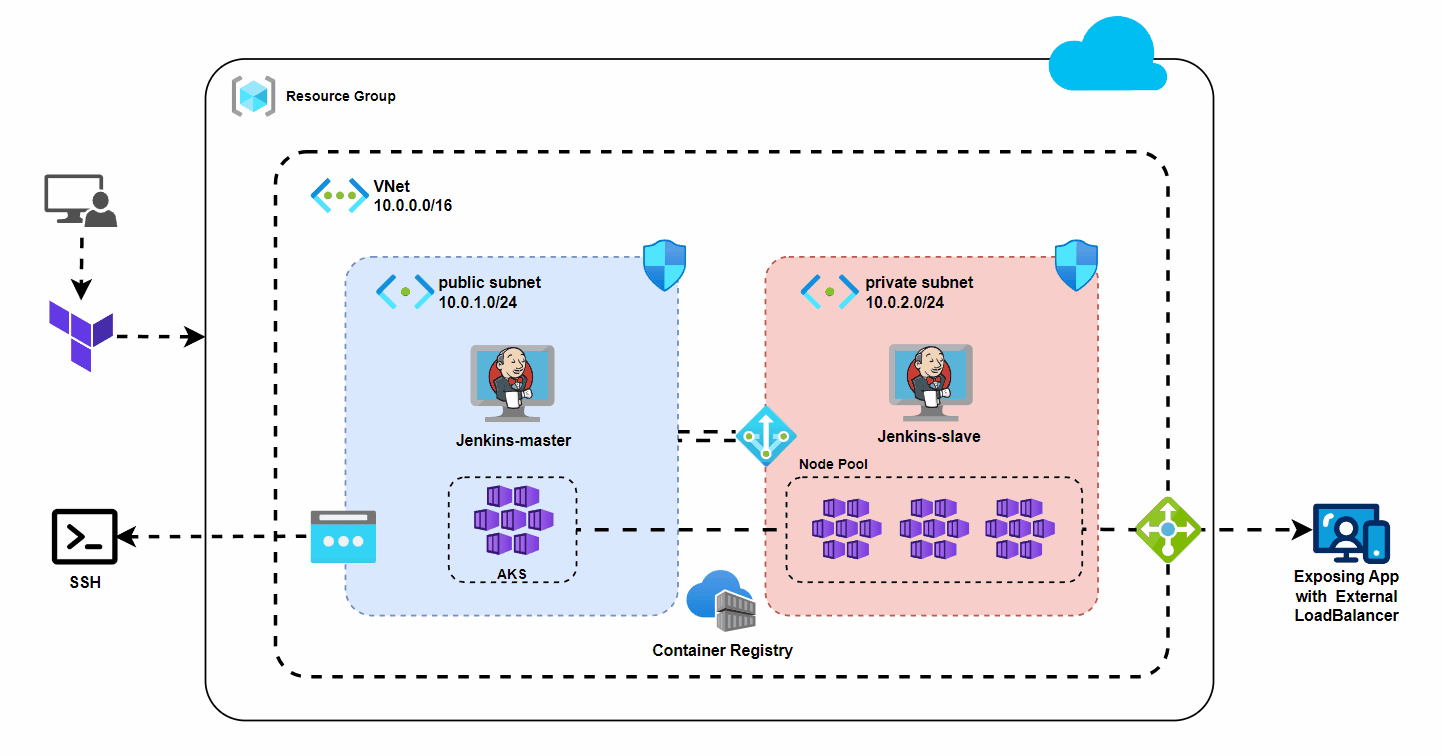 Resource Group
VNet
10.0.0.0/16
public subnet
10.0.1.0/24
private subnet
10.0.2.0/24
Jenkins-master
Jenkins-slave
Node Pool
AKS
SSH
Container Registry
Exposing App
with External
LoadBalancer